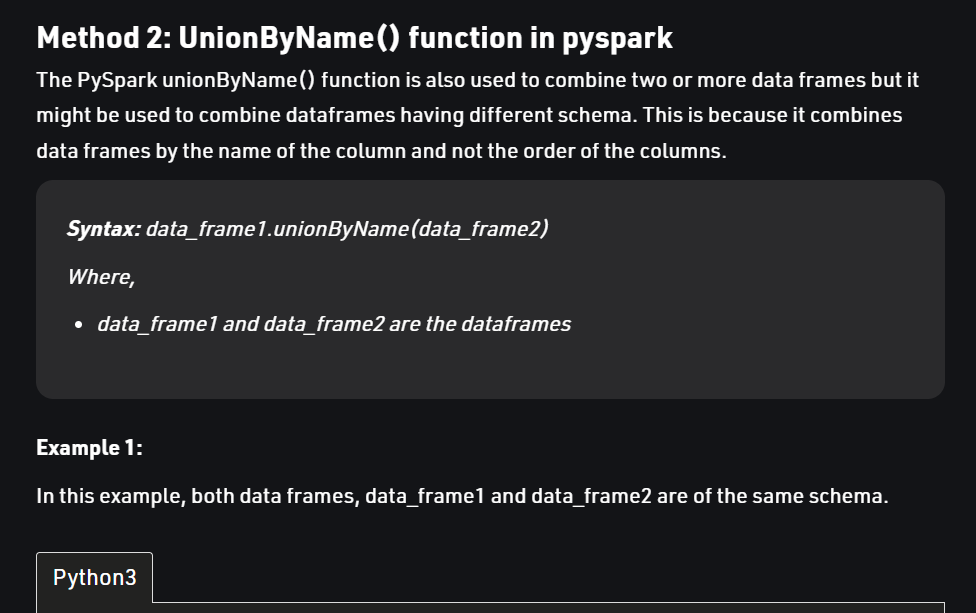 Method 2: UnionByName() function in pyspark
The PySpark unionByName() function is also used to combine two or more data frames but it
might be used to combine dataframes having different schema. This is because it combines
data frames by the name of the column and not the order of the columns.
Syntax: data_frame1.unionByName(data_frame2)
Where,
• data_frame1 and data_frame2 are the dataframes
Example 1:
In this example, both data frames, data_frame1 and data_frame2 are of the same schema.
Python3